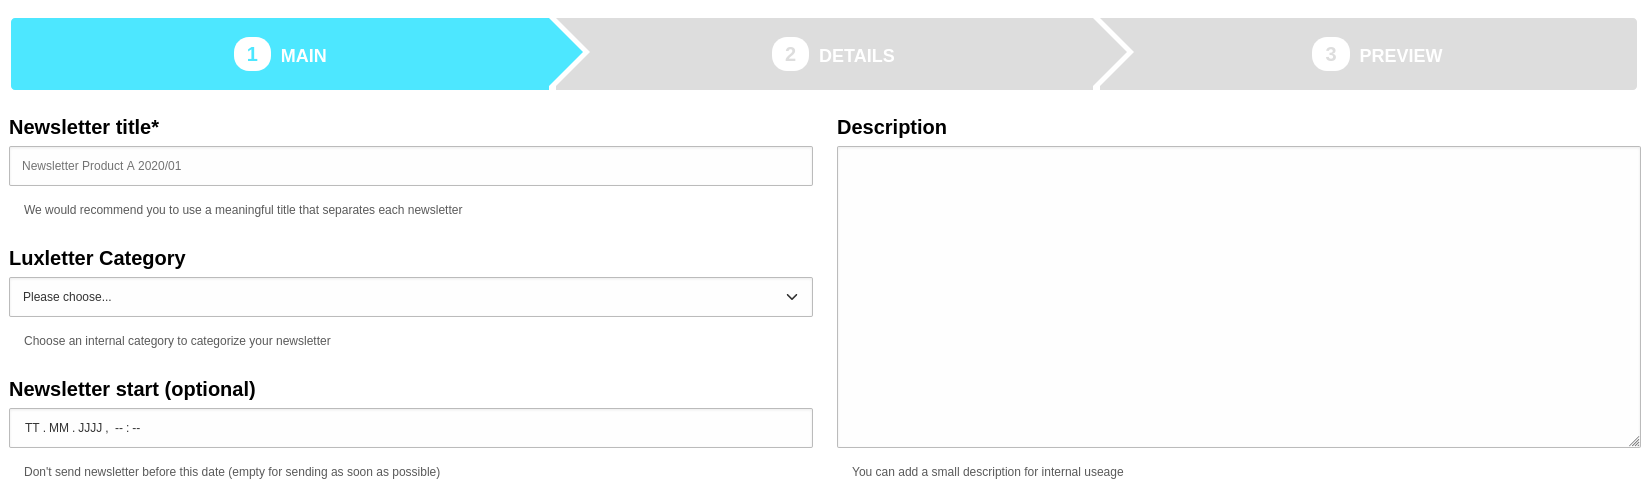 1 MAIN
2 DETAILS
3 PREVIEW
Newsletter title*
Newsletter Product A 2020/01
We would recommend you to use a meaningful title that separates each newsletter
Luxletter Category
Please choose...
Choose an internal category to categorize your newsletter
Newsletter start (optional)
TT . MM . JJJJ ,  -- : --
Don't send newsletter before this date (empty for sending as soon as possible)
Description
You can add a small description for internal useage